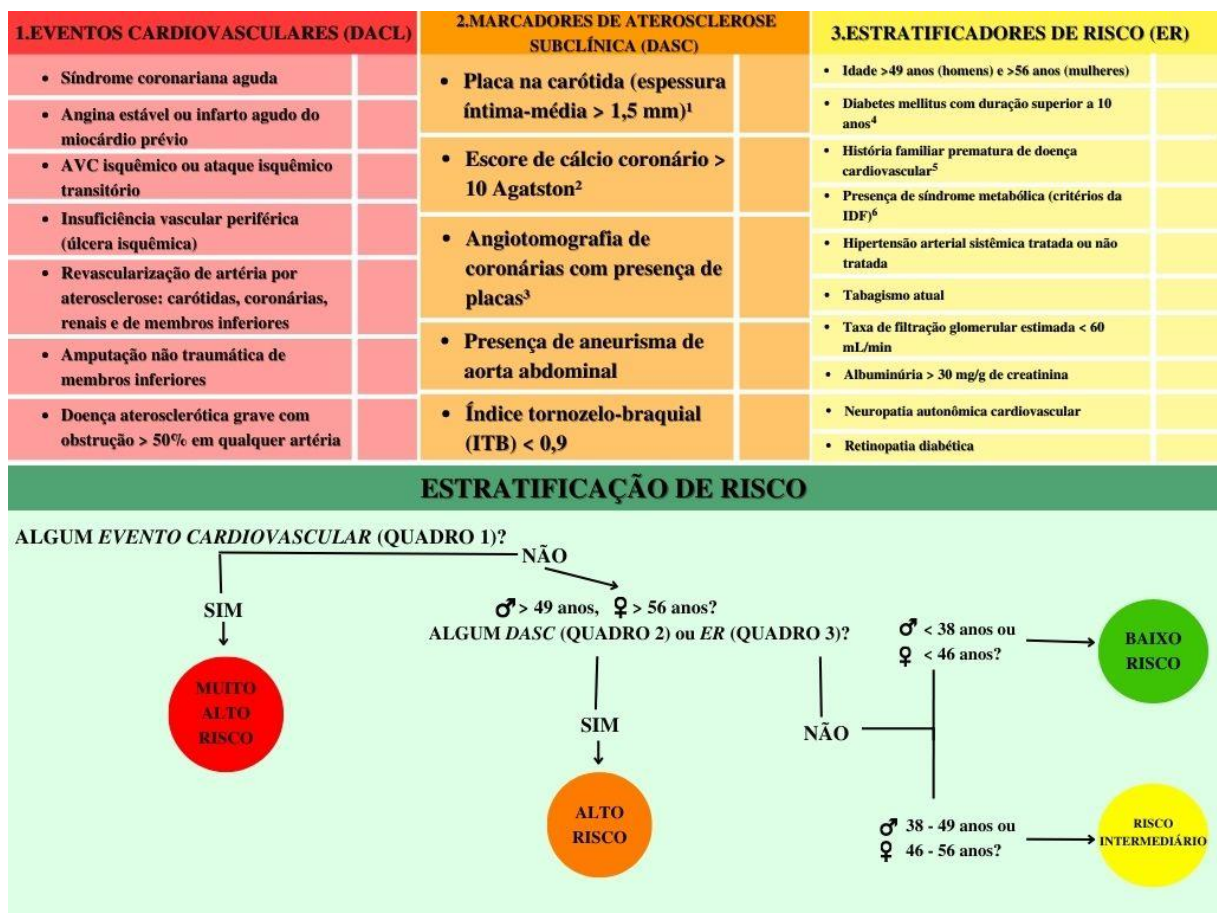 1.EVENTOS CARDIOVASCULARES (DACL)
• Síndrome coronariana aguda
• Angina estável ou infarto agudo do
miocárdio prévio
• AVC isquêmico ou ataque isquêmico
transitório
• Insuficiência vascular periférica
(úlcera isquêmica)
• Revascularização de artéria por
aterosclerose: carótidas, coronárias,
renais e de membros inferiores
• Amputação não traumática de
membros inferiores
• Doença aterosclerótica grave com
obstrução > 50% em qualquer artéria
2.MARCADORES DE ATEROSCLEROSE
SUBCLÍNICA (DASC)
• Placa na carótida (espessura
íntima-média > 1,5 mm)¹
• Escore de cálcio coronário >
10 Agatston²
• Angiotomografia de
coronárias com presença de
placas³
• Presença de aneurisma de
aorta abdominal
• Índice tornozelo-braquial
(ITB) < 0,9
3.ESTRATIFICADORES DE RISCO (ER)
• Idade >49 anos (homens) e >56 anos (mulheres)
• Diabetes mellitus com duração superior a 10
anos⁴
• História familiar prematura de doença
cardiovascular⁵
• Presença de síndrome metabólica (critérios da
IDF)⁶
• Hipertensão arterial sistêmica tratada ou não
tratada
• Tabagismo atual
• Taxa de filtração glomerular estimada < 60
mL/min
• Albuminúria > 30 mg/g de creatinina
• Neuropatia autonômica cardiovascular
• Retinopatia diabética
ESTRATIFICAÇÃO DE RISCO
ALGUM EVENTO CARDIOVASCULAR (QUADRO 1)?
NÃO
SIM
MUITO
ALTO
RISCO
♂ > 49 anos, ♀ > 56 anos?
ALGUM DASC (QUADRO 2) ou ER (QUADRO 3)?
SIM
ALTO
RISCO
NÃO
♂ < 38 anos ou
♀ < 46 anos?
BAIXO
RISCO
♂ 38 - 49 anos ou
♀ 46 - 56 anos?
RISCO
INTERMEDIÁRIO